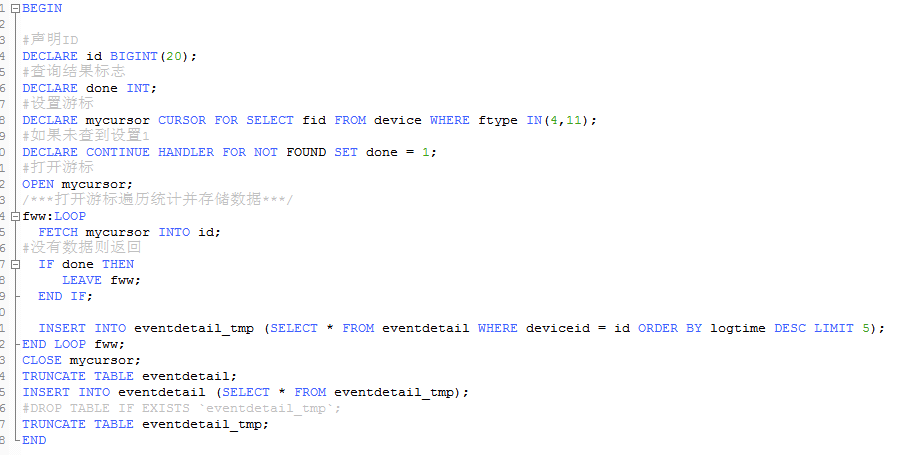 1 BEGIN
2
3 #声明ID
4 DECLARE id BIGINT(20);
5 #查询结果标志
6 DECLARE done INT;
7 #设置游标
8 DECLARE mycursor CURSOR FOR SELECT fid FROM device WHERE ftype IN(4,11);
9 #如果未查到设置1
0 DECLARE CONTINUE HANDLER FOR NOT FOUND SET done = 1;
1 #打开游标
2 OPEN mycursor;
3 /***打开游标遍历统计并存储数据***/
4 fww:LOOP
5 FETCH mycursor INTO id;
6 #没有数据则返回
7 IF done THEN
8 LEAVE fww;
9 END IF;
0
1 INSERT INTO eventdetail_tmp (SELECT * FROM eventdetail WHERE deviceid = id ORDER BY logtime DESC LIMIT 5);
2 END LOOP fww;
3 CLOSE mycursor;
4 TRUNCATE TABLE eventdetail;
5 INSERT INTO eventdetail (SELECT * FROM eventdetail_tmp);
6 #DROP TABLE IF EXISTS `eventdetail_tmp`;
7 TRUNCATE TABLE eventdetail_tmp;
8 END